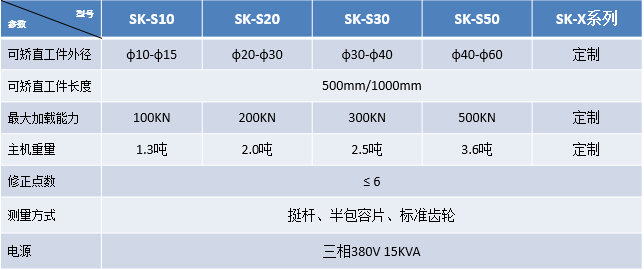 型号
参数
SK-S10 SK-S20 SK-S30 SK-S50 SK-X系列
可矫直工件外径 φ10-φ15 φ20-φ30 φ30-φ40 φ40-φ60 定制
可矫直工件长度 500mm/1000mm
最大加载能力 100KN 200KN 300KN 500KN 定制
主机重量 1.3吨 2.0吨 2.5吨 3.6吨 定制
修正点数 ≤ 6
测量方式 挺杆、半包容片、标准齿轮
电源 三相380V 15KVA